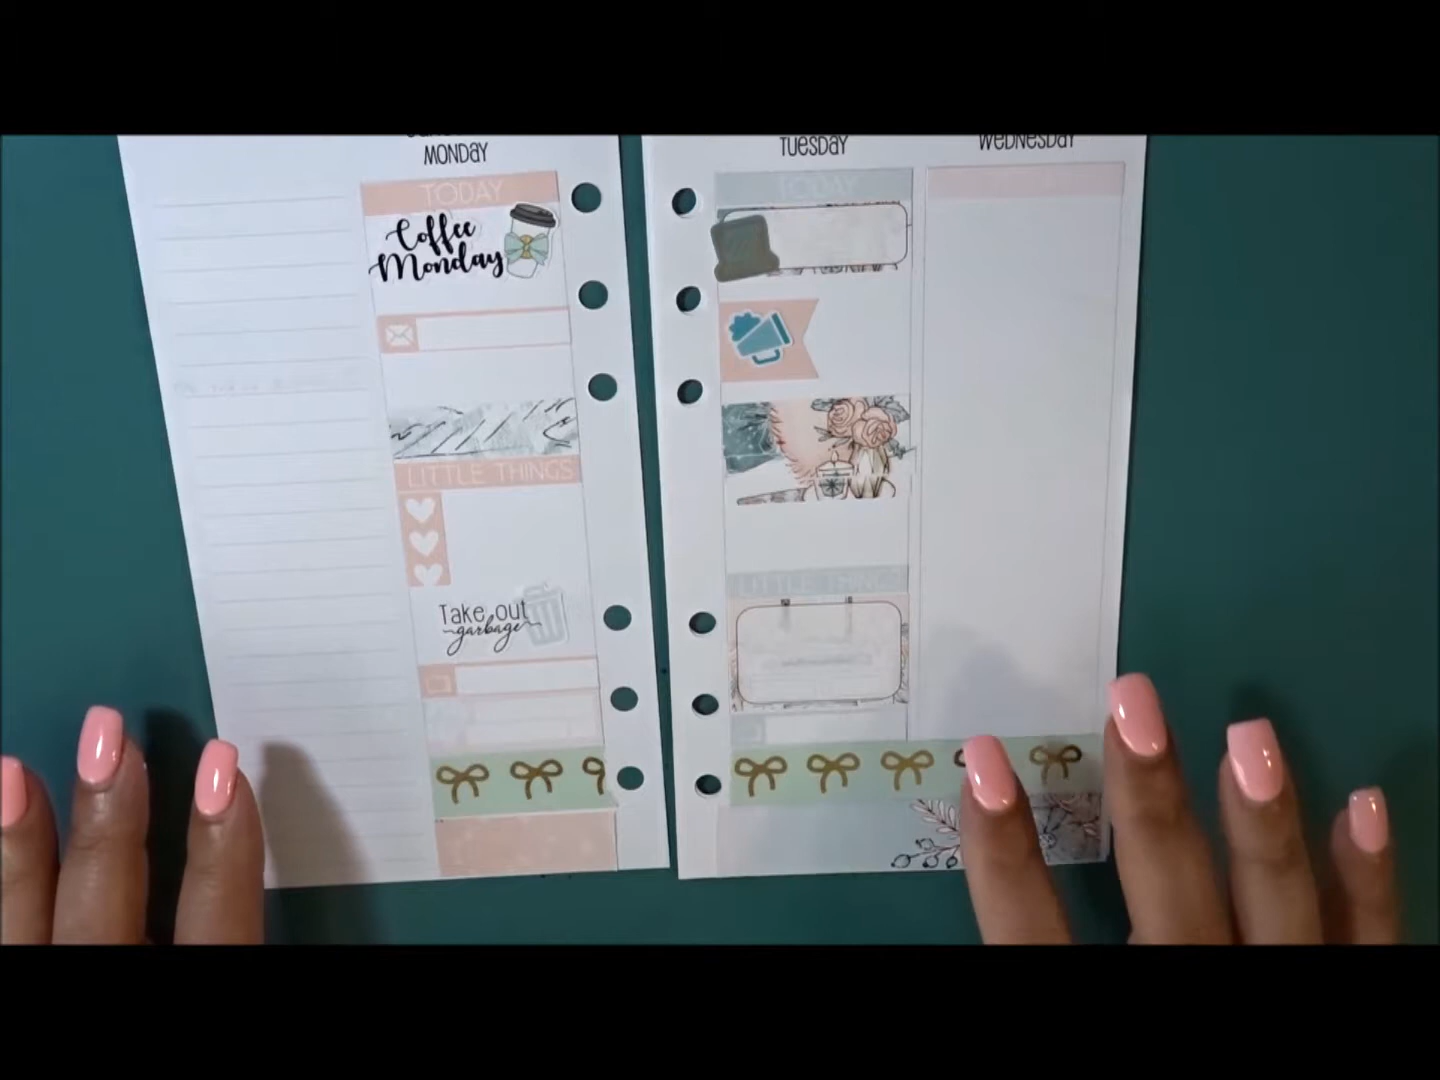 MONDAY
TODAY
Coffee
Monday
LITTLE THINGS
Take out
garbage
TUESDAY
TODAY
LITTLE THINGS
WEDNESDAY